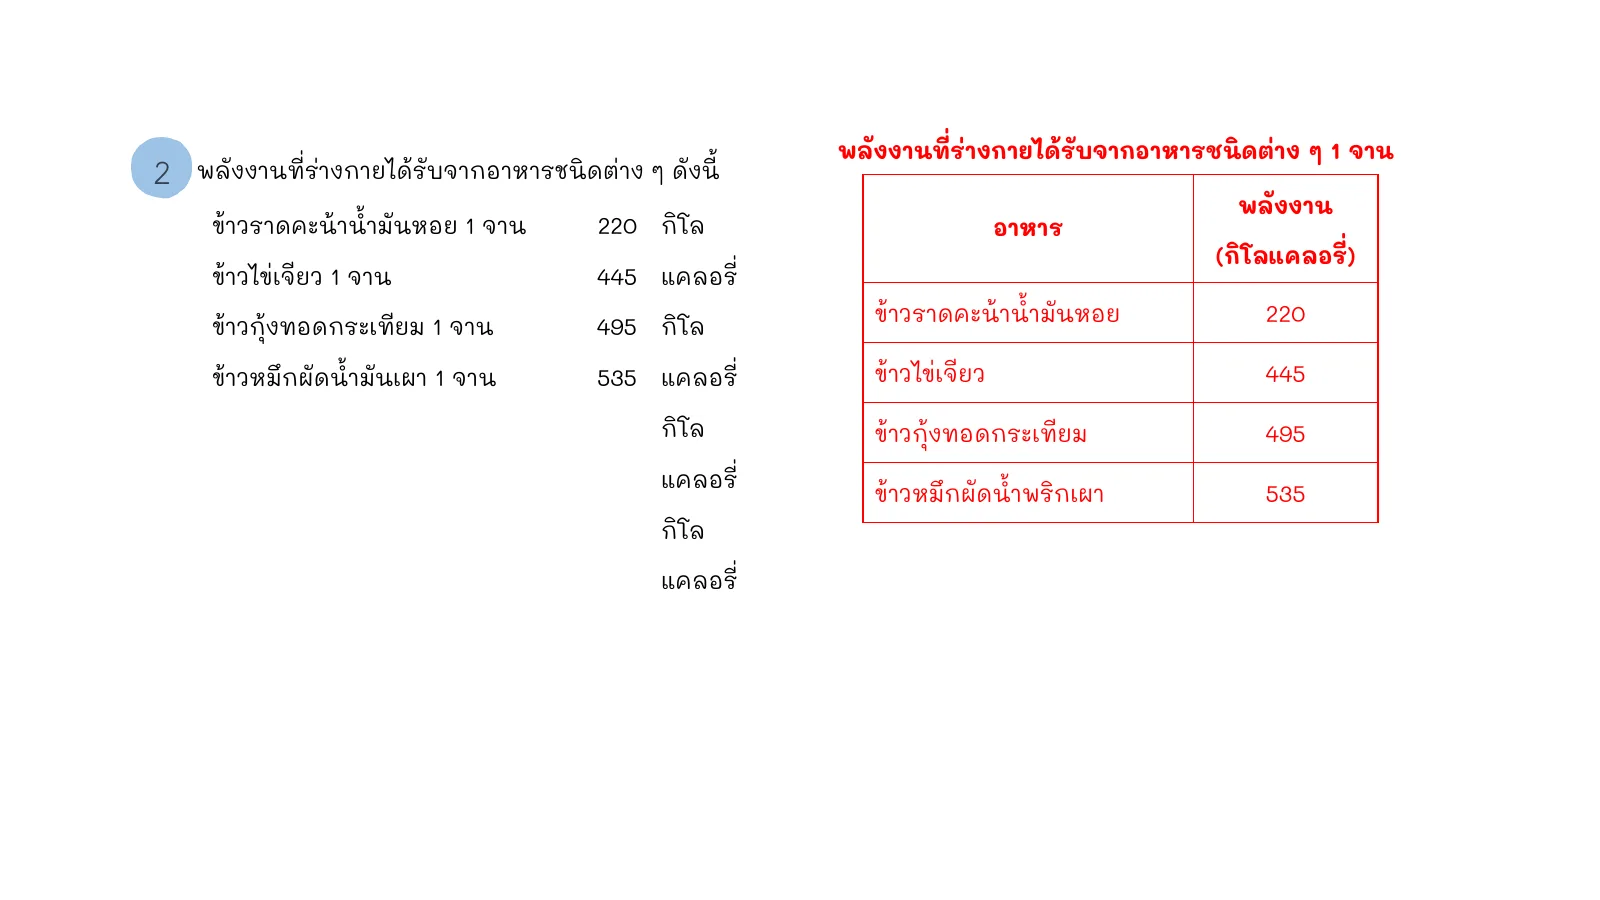 2 พลังงานที่ร่างกายได้รับจากอาหารชนิดต่าง ๆ ดังนี้
ข้าวราดคะน้าน้ำมันหอย 1 จาน 220 กิโล
ข้าวไข่เจียว 1 จาน 445 แคลอรี่
ข้าวกุ้งทอดกระเทียม 1 จาน 495 กิโล
ข้าวหมึกผัดน้ำมันเผา 1 จาน 535 แคลอรี่
กิโล
แคลอรี่
กิโล
แคลอรี่
พลังงานที่ร่างกายได้รับจากอาหารชนิดต่าง ๆ 1 จาน
อาหาร
พลังงาน
(กิโลแคลอรี่)
ข้าวราดคะน้าน้ำมันหอย 220
ข้าวไข่เจียว 445
ข้าวกุ้งทอดกระเทียม 495
ข้าวหมึกผัดน้ำพริกเผา 535